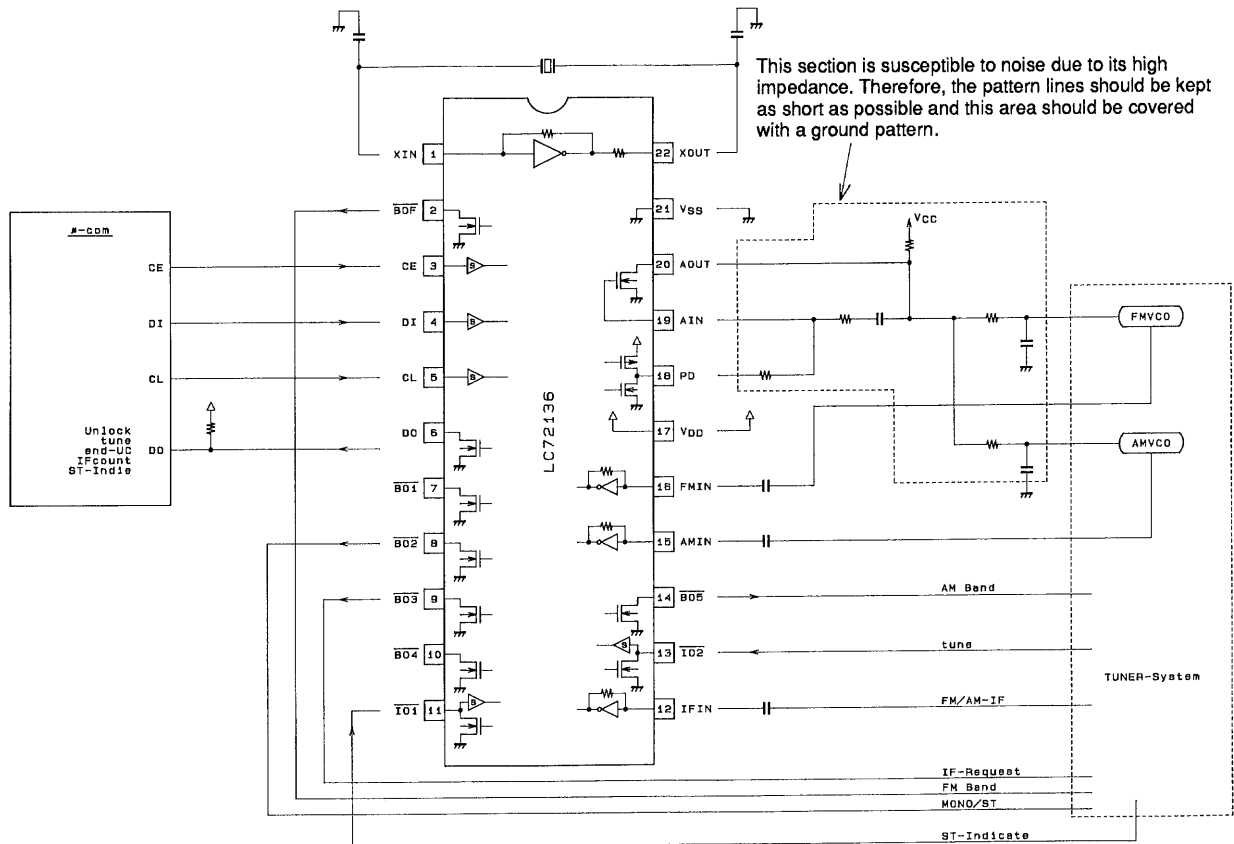 This section is susceptible to noise due to its high
impedance. Therefore, the pattern lines should be kept
as short as possible and this area should be covered
with a ground pattern.
XIN 1
22 XOUT
BOF 2
21 VSS
μ-com
CE
CE 3
S
20 AOUT
VCC
DI
DI 4
S
19 AIN
FMVCO
CL
CL 5
S
18 PD
LC72136
17 VDD
Unlock
tune
end-UC
IFcount
ST-Indic
DO
DO 6
AMVCO
BO1 7
16 FMIN
BO2 8
15 AMIN
BO3 9
14 BO5
AM Band
BO4 10
S
13 IO2
tune
TUNER-System
IO1 11
S
12 IFIN
FM/AM-IF
IF-Request
FM Band
MONO/ST
ST-Indicate